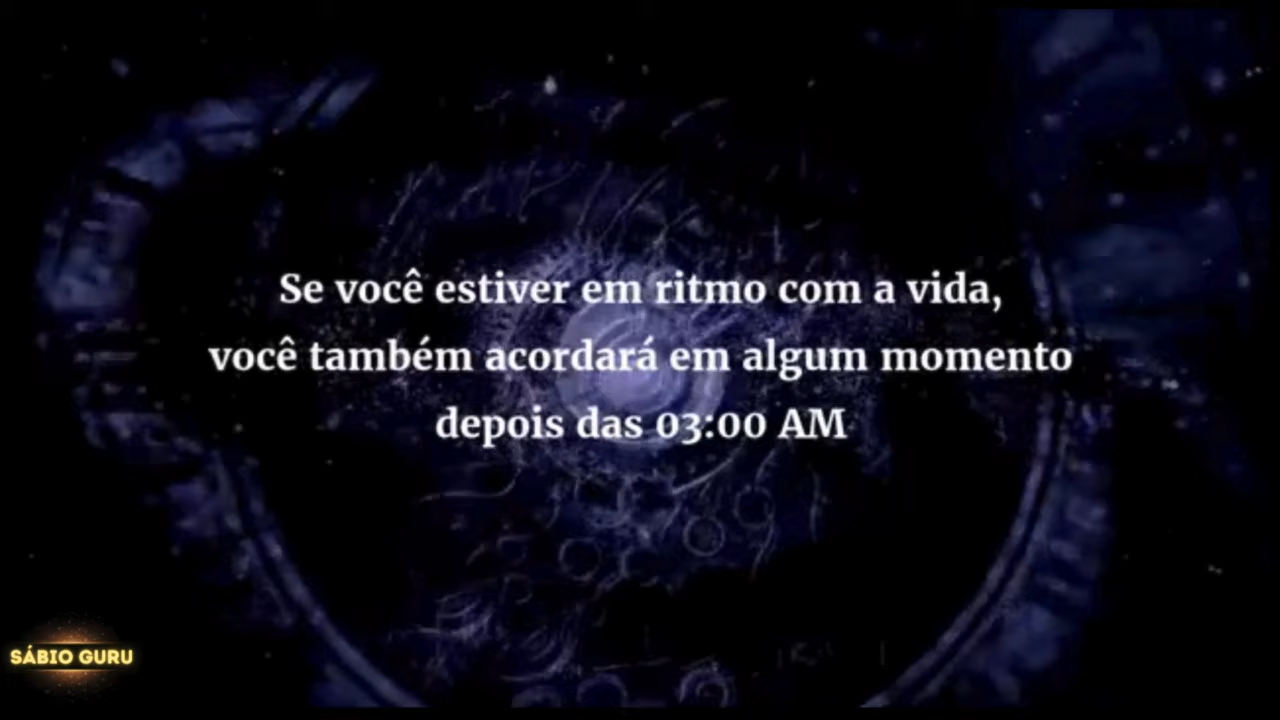 Se você estiver em ritmo com a vida,
você também acordará em algum momento
depois das 03:00 AM
SÁBIO GURU